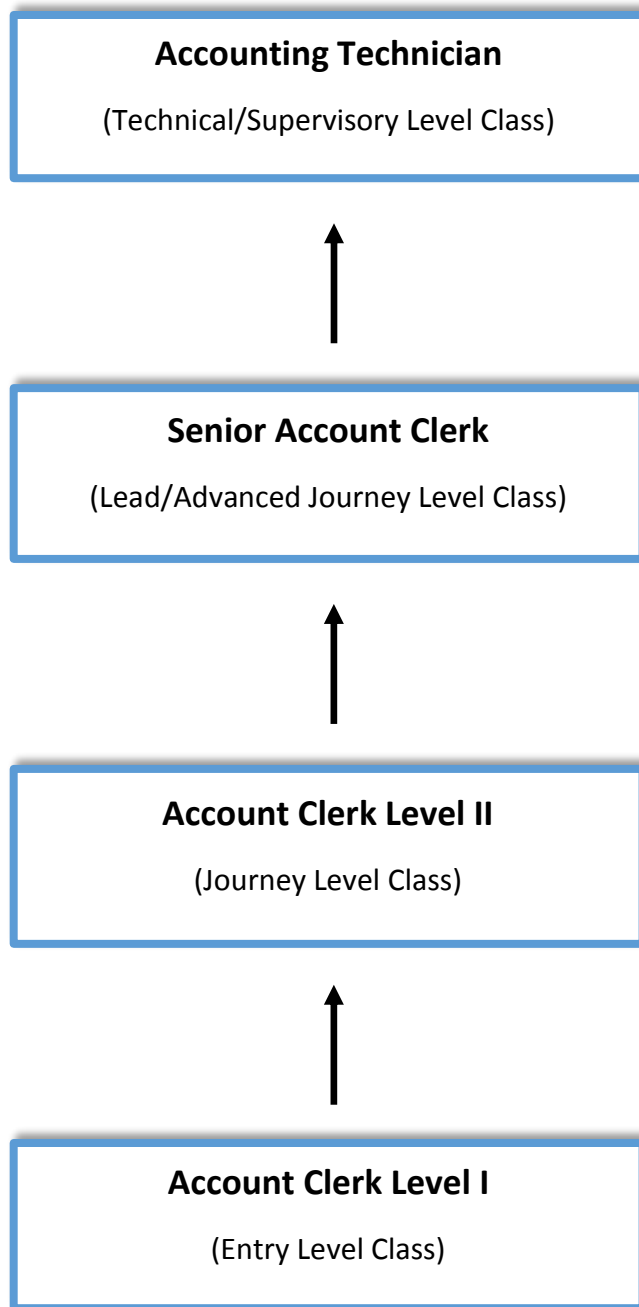 Accounting Technician
(Technical/Supervisory Level Class)
Senior Account Clerk
(Lead/Advanced Journey Level Class)
Account Clerk Level II
(Journey Level Class)
Account Clerk Level I
(Entry Level Class)